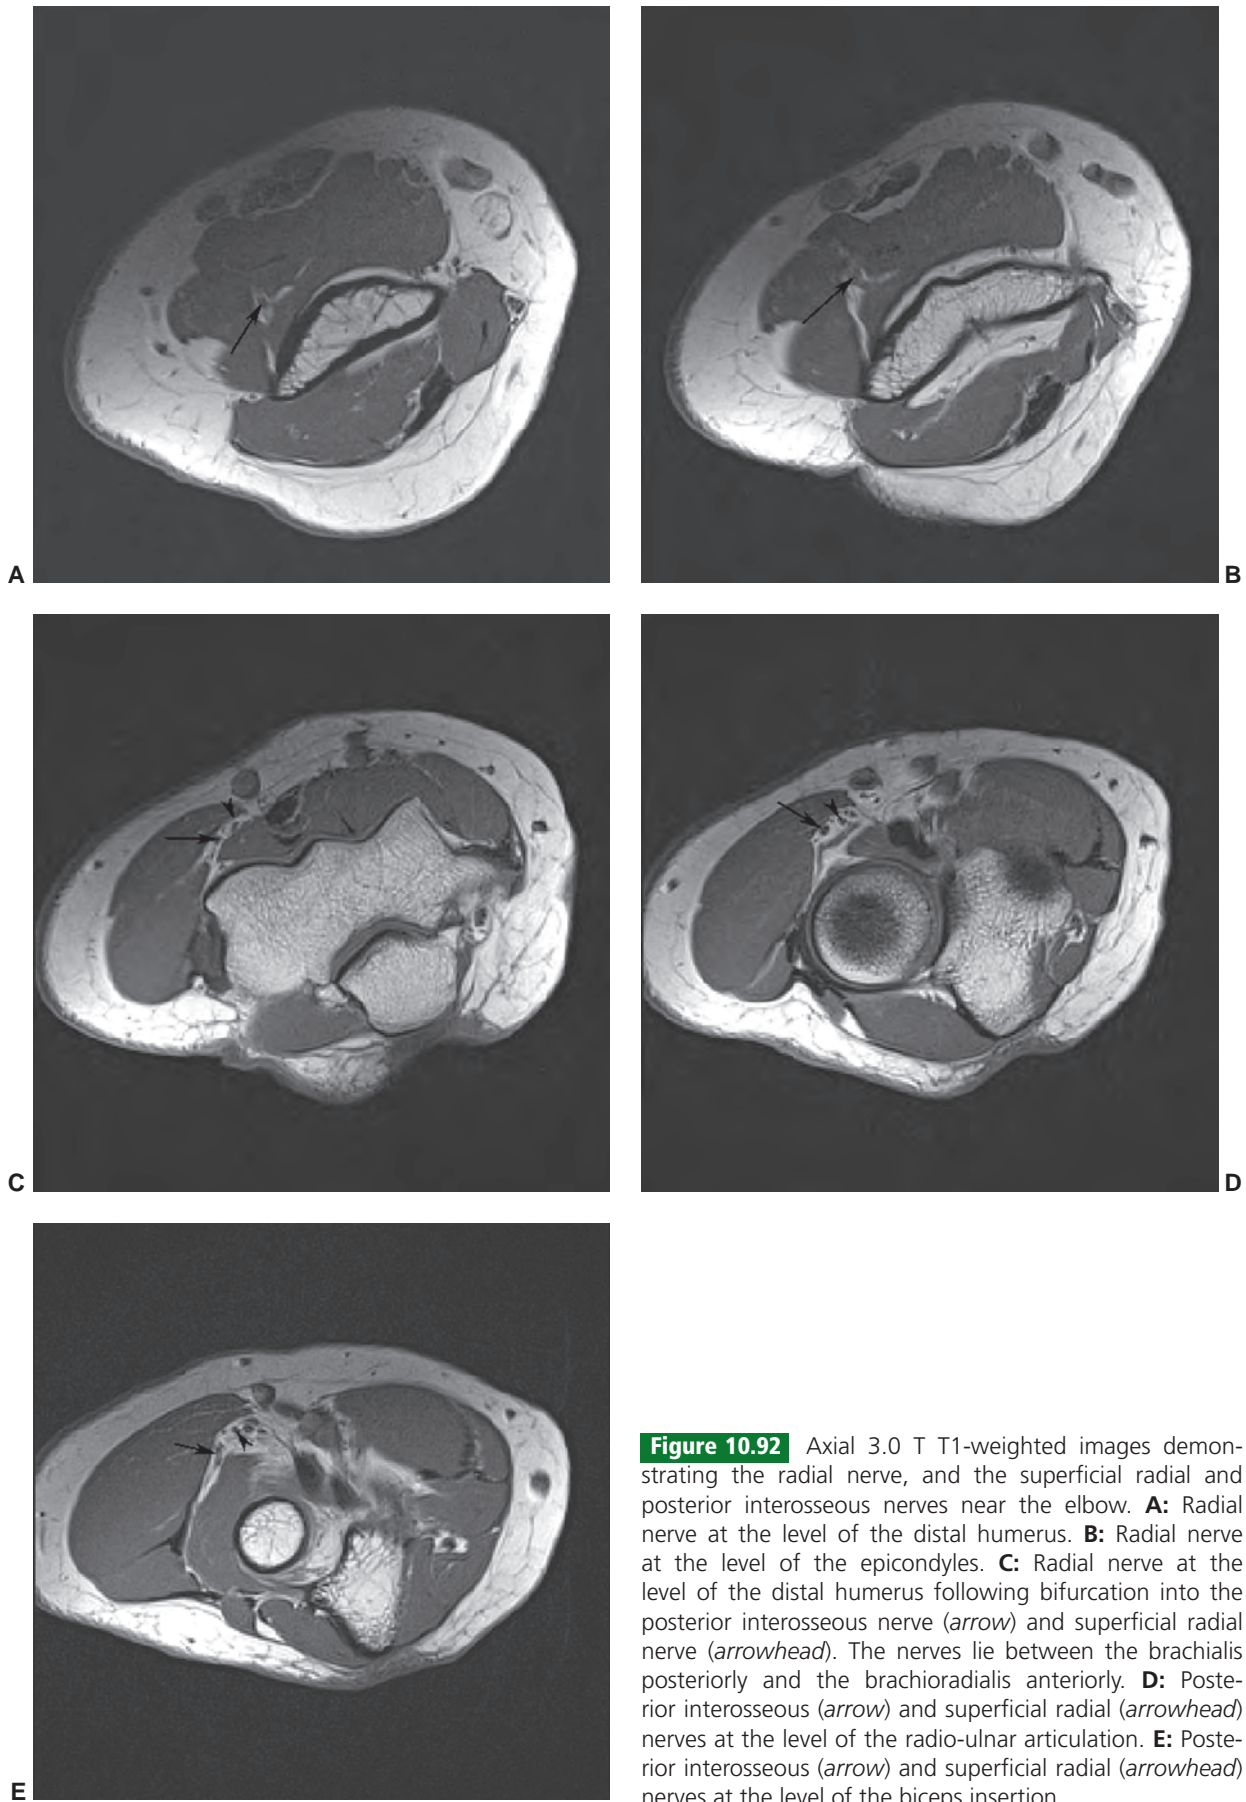 A
B
C
D
E
Figure 10.92 Axial 3.0 T T1-weighted images demon-
strating the radial nerve, and the superficial radial and
posterior interosseous nerves near the elbow. A: Radial
nerve at the level of the distal humerus. B: Radial nerve
at the level of the epicondyles. C: Radial nerve at the
level of the distal humerus following bifurcation into the
posterior interosseous nerve (arrow) and superficial radial
nerve (arrowhead). The nerves lie between the brachialis
posteriorly and the brachioradialis anteriorly. D: Poste-
rior interosseous (arrow) and superficial radial (arrowhead)
nerves at the level of the radio-ulnar articulation. E: Poste-
rior interosseous (arrow) and superficial radial (arrowhead)
nerves at the level of the biceps insertion.